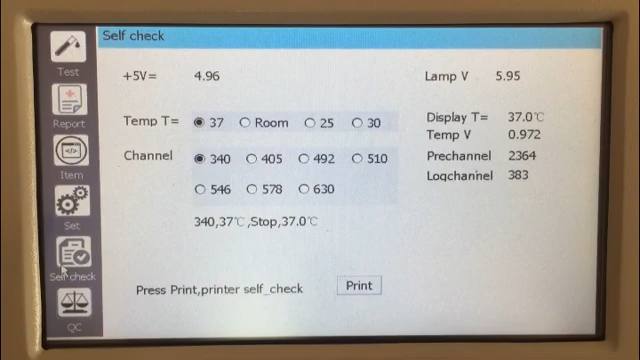 Self check
Test
Report
</>
Item
Set
Self check
QC
+5V= 4.96
Lamp V 5.95
Temp T= 37 Room 25 30
Display T= 37.0℃
Temp V 0.972
Channel 340 405 492 510
546 578 630
Prechannel 2364
Logchannel 383
340,37℃,Stop,37.0℃
Press Print,printer self_check
Print